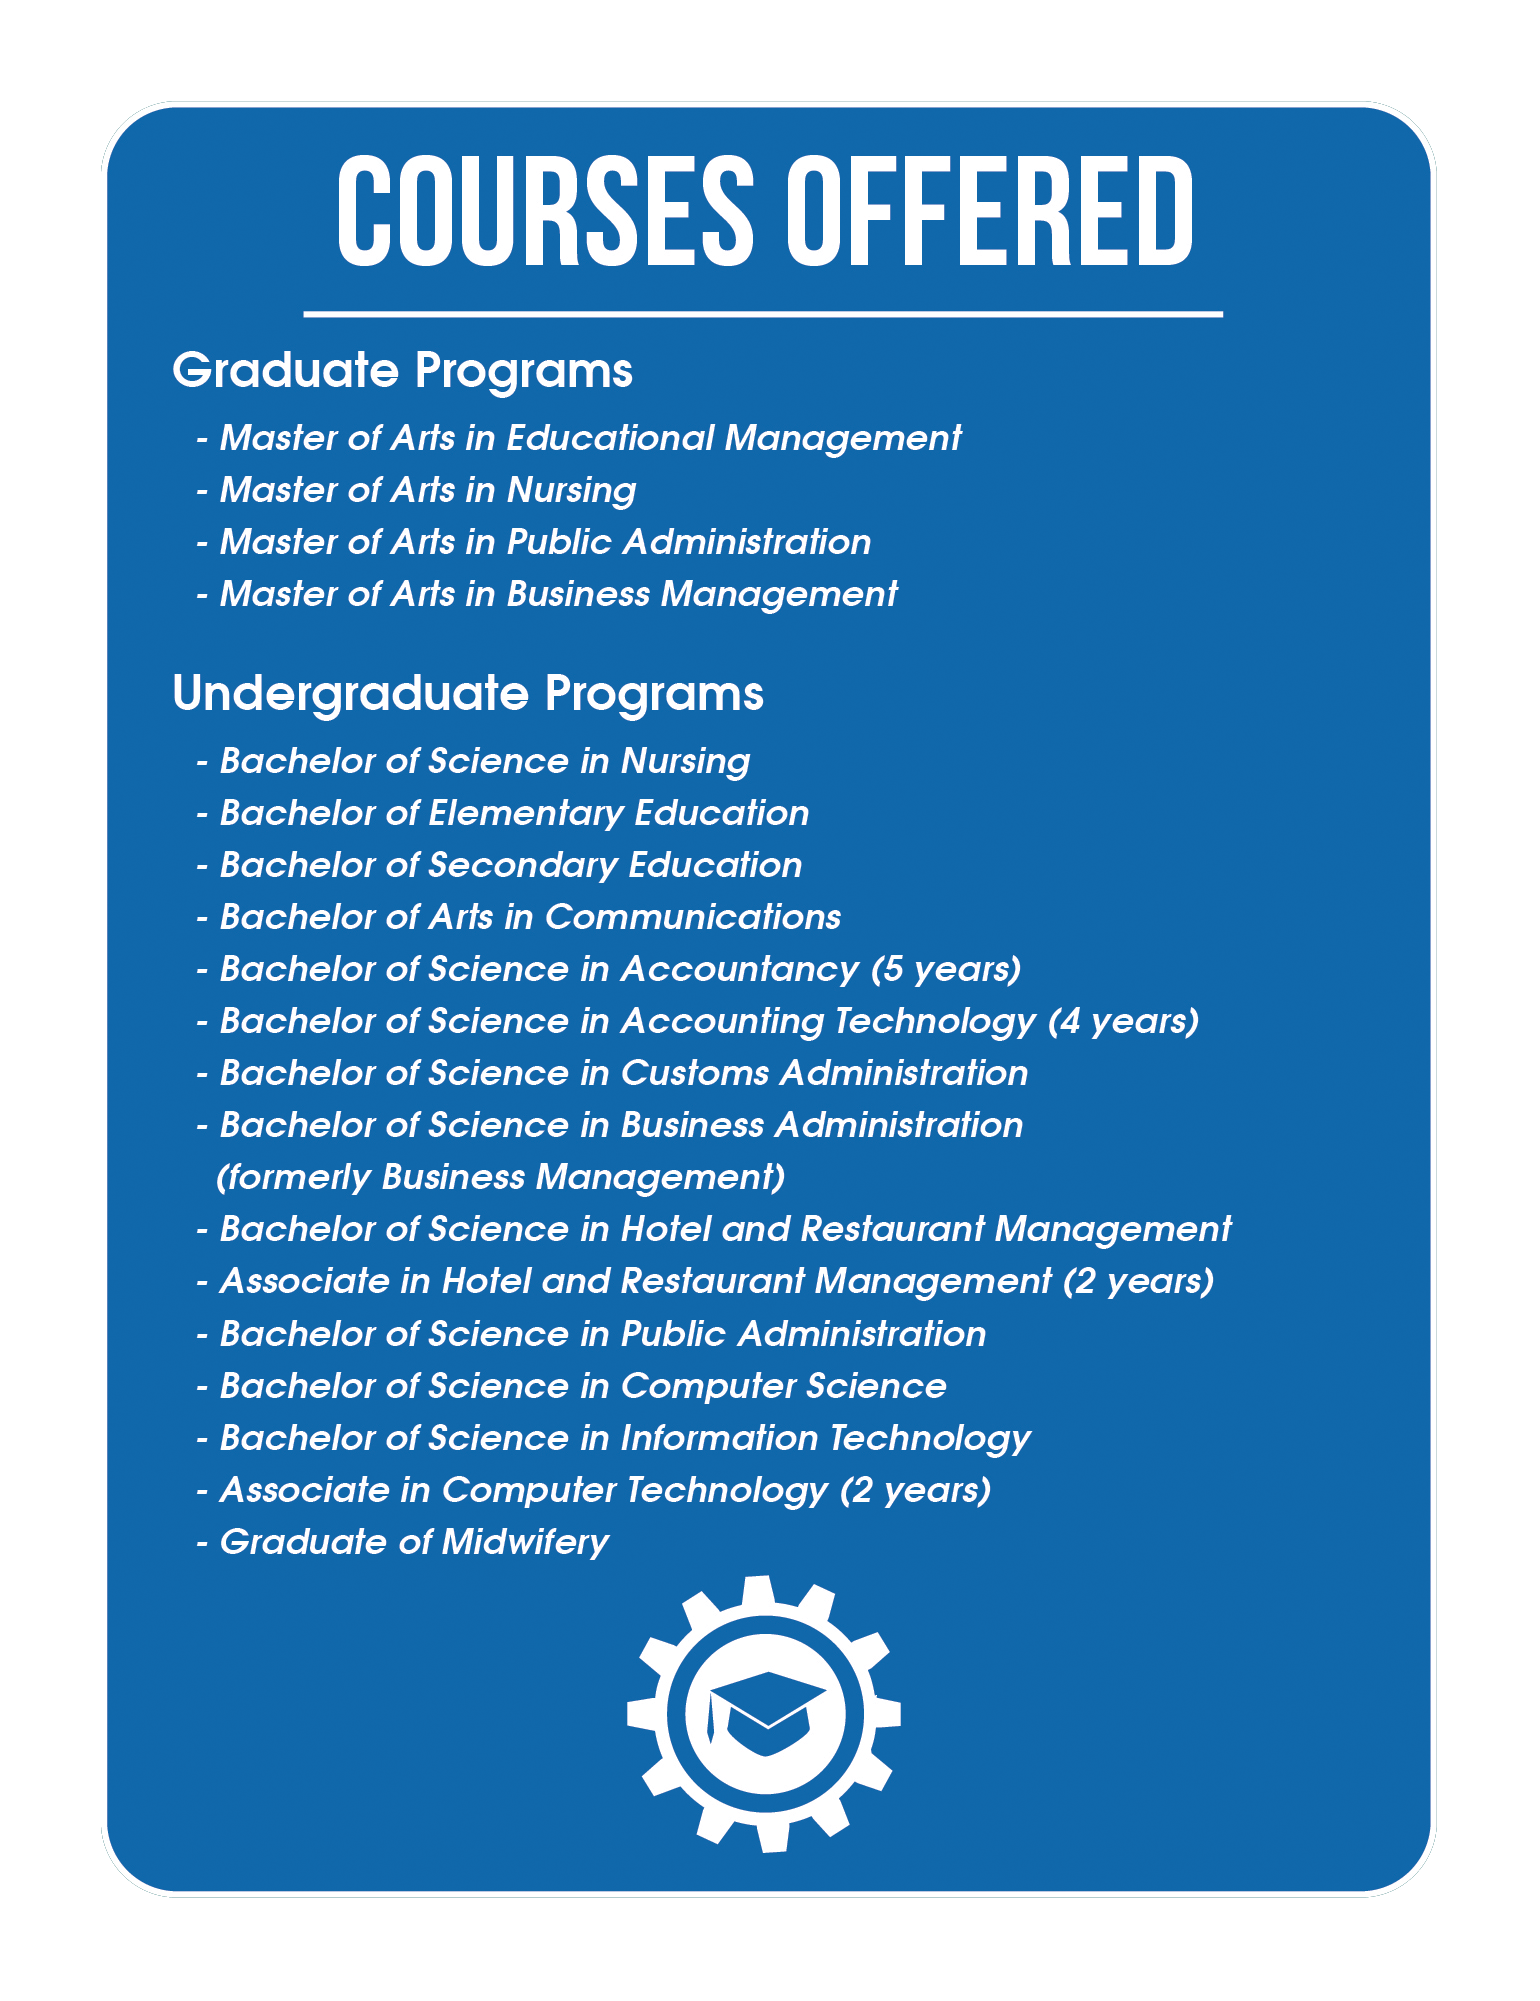 COURSES OFFERED
Graduate Programs
- Master of Arts in Educational Management
- Master of Arts in Nursing
- Master of Arts in Public Administration
- Master of Arts in Business Management
Undergraduate Programs
- Bachelor of Science in Nursing
- Bachelor of Elementary Education
- Bachelor of Secondary Education
- Bachelor of Arts in Communications
- Bachelor of Science in Accountancy (5 years)
- Bachelor of Science in Accounting Technology (4 years)
- Bachelor of Science in Customs Administration
- Bachelor of Science in Business Administration
(formerly Business Management)
- Bachelor of Science in Hotel and Restaurant Management
- Associate in Hotel and Restaurant Management (2 years)
- Bachelor of Science in Public Administration
- Bachelor of Science in Computer Science
- Bachelor of Science in Information Technology
- Associate in Computer Technology (2 years)
- Graduate of Midwifery